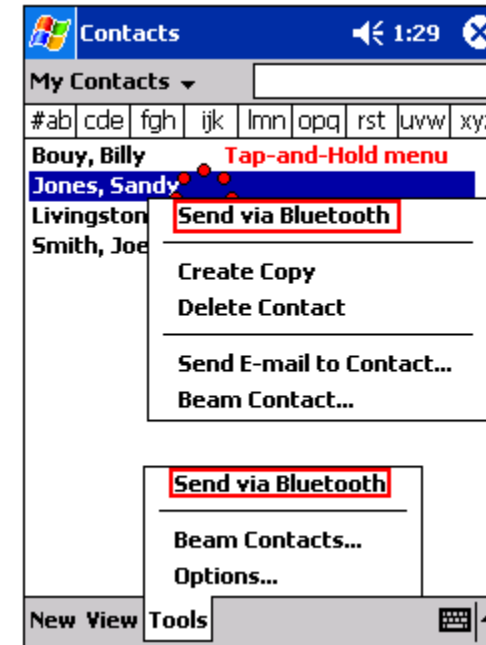 Contacts 1:29
My Contacts
#ab cde fgh ijk lmn opq rst uvw xyz
Bouy, Billy Tap-and-Hold menu
Jones, Sandy
Livingston
Send via Bluetooth
Smith, Joe
Create Copy
Delete Contact
Send E-mail to Contact...
Beam Contact...
Send via Bluetooth
Beam Contacts...
Options...
New View Tools